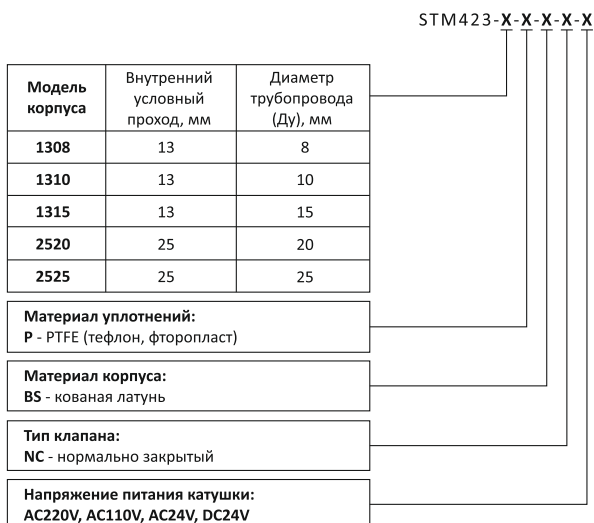 STM423-X-X-X-X-X
Модель корпуса | Внутренний условный проход, мм | Диаметр трубопровода (Ду), мм
1308 | 13 | 8
1310 | 13 | 10
1315 | 13 | 15
2520 | 25 | 20
2525 | 25 | 25
Материал уплотнений:
P - PTFE (тефлон, фторопласт)
Материал корпуса:
BS - кованая латунь
Тип клапана:
NC - нормально закрытый
Напряжение питания катушки:
AC220V, AC110V, AC24V, DC24V